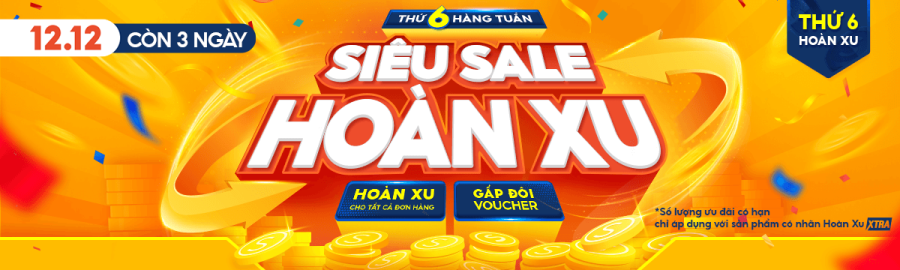 12.12 CÒN 3 NGÀY
THỨ 6 HÀNG TUẦN
SIÊU SALE
HOÀN XU
HOÀN XU
CHO TẤT CẢ ĐƠN HÀNG
GẤP ĐÔI
VOUCHER
THỨ 6
HOÀN XU
*Số lượng ưu đãi có hạn
chỉ áp dụng với sản phẩm có nhãn Hoàn Xu XTRA